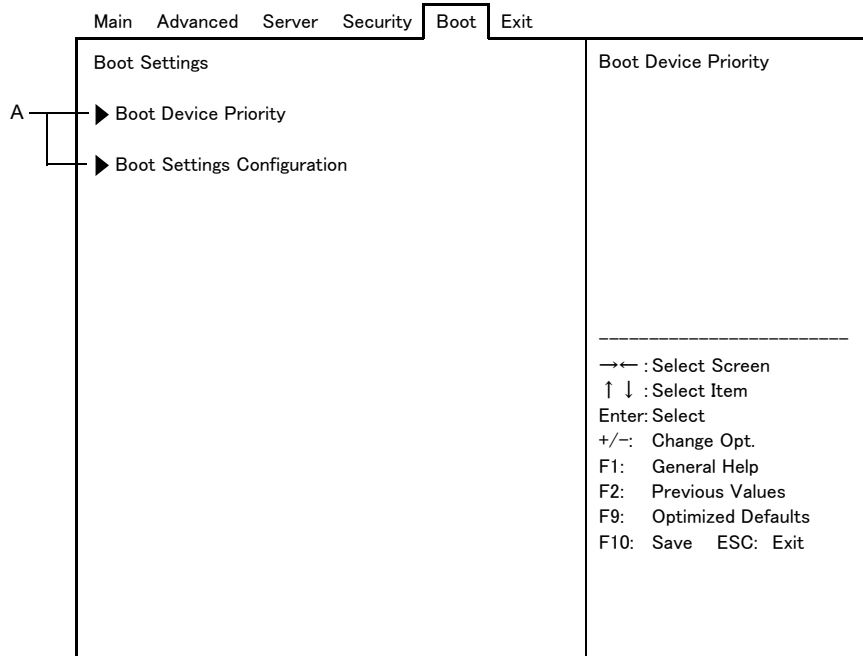 Main Advanced Server Security Boot Exit
Boot Settings
Boot Device Priority
A
▶ Boot Device Priority
▶ Boot Settings Configuration
-------------------------
→← : Select Screen
↑ ↓ : Select Item
Enter: Select
+/-: Change Opt.
F1: General Help
F2: Previous Values
F9: Optimized Defaults
F10: Save ESC: Exit